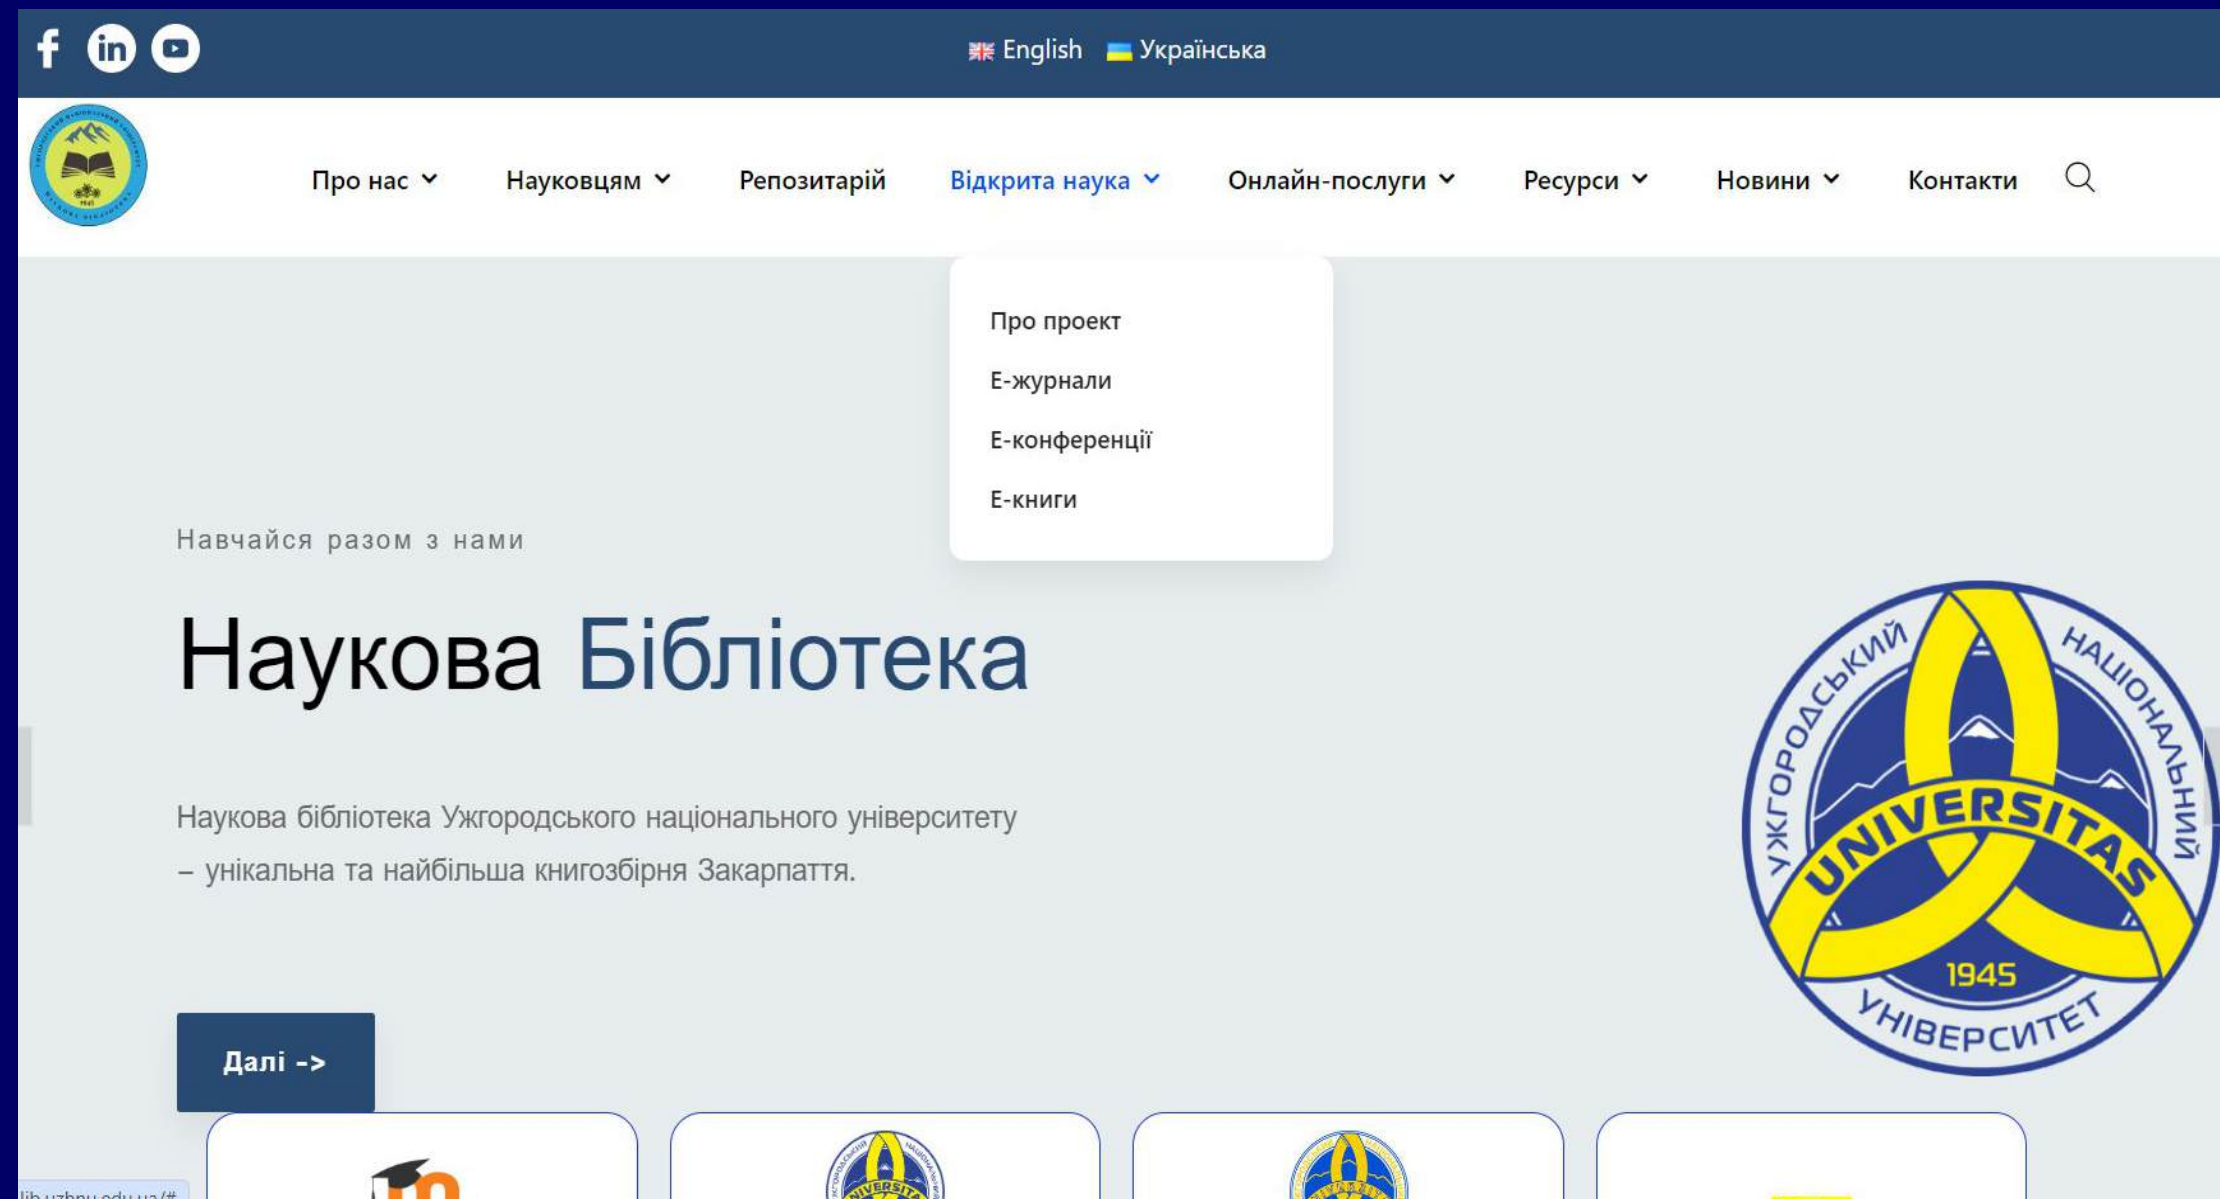 English Українська
Про нас Науковцям Репозитарій Відкрита наука Онлайн-послуги Ресурси Новини Контакти
Про проект
Е-журнали
Е-конференції
Е-книги
Навчайся разом з нами
Наукова Бібліотека
Наукова бібліотека Ужгородського національного університету
– унікальна та найбільша книгозбірня Закарпаття.
Далі ->
УЖГОРОДСЬКИЙ НАЦІОНАЛЬНИЙ
UNIVERSITAS
1945
УНІВЕРСИТЕТ